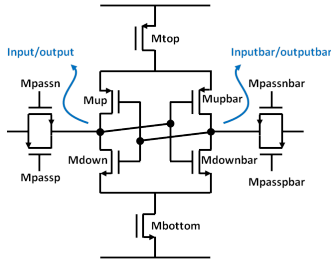 Mtop
Input/output
Inputbar/outputbar
Mpassn
Mup
Mupbar
Mpassnbar
Mdown
Mdownbar
Mpassp
Mpasspbar
Mbottom